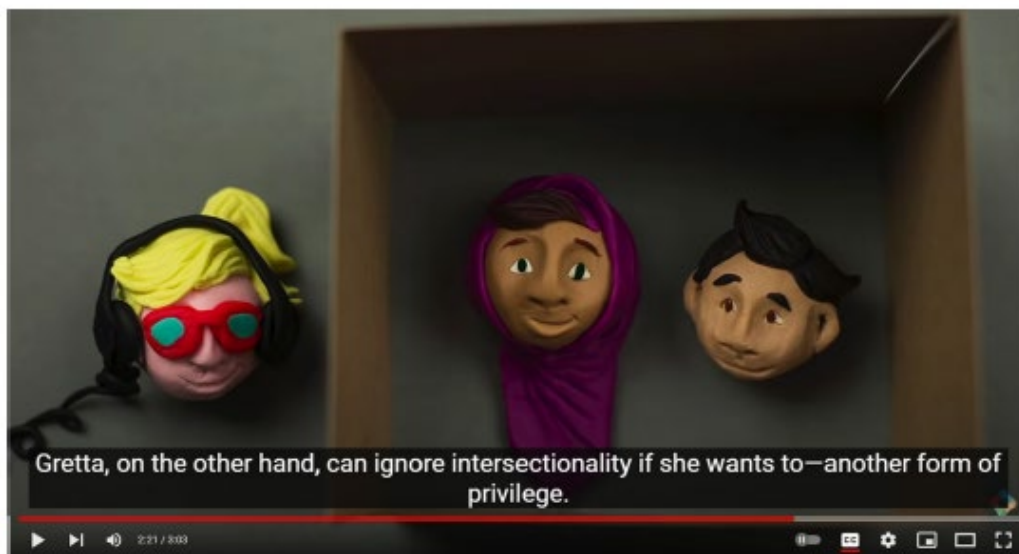 Gretta, on the other hand, can ignore intersectionality if she wants to—another form of
privilege.
2:21 / 3:03
CC